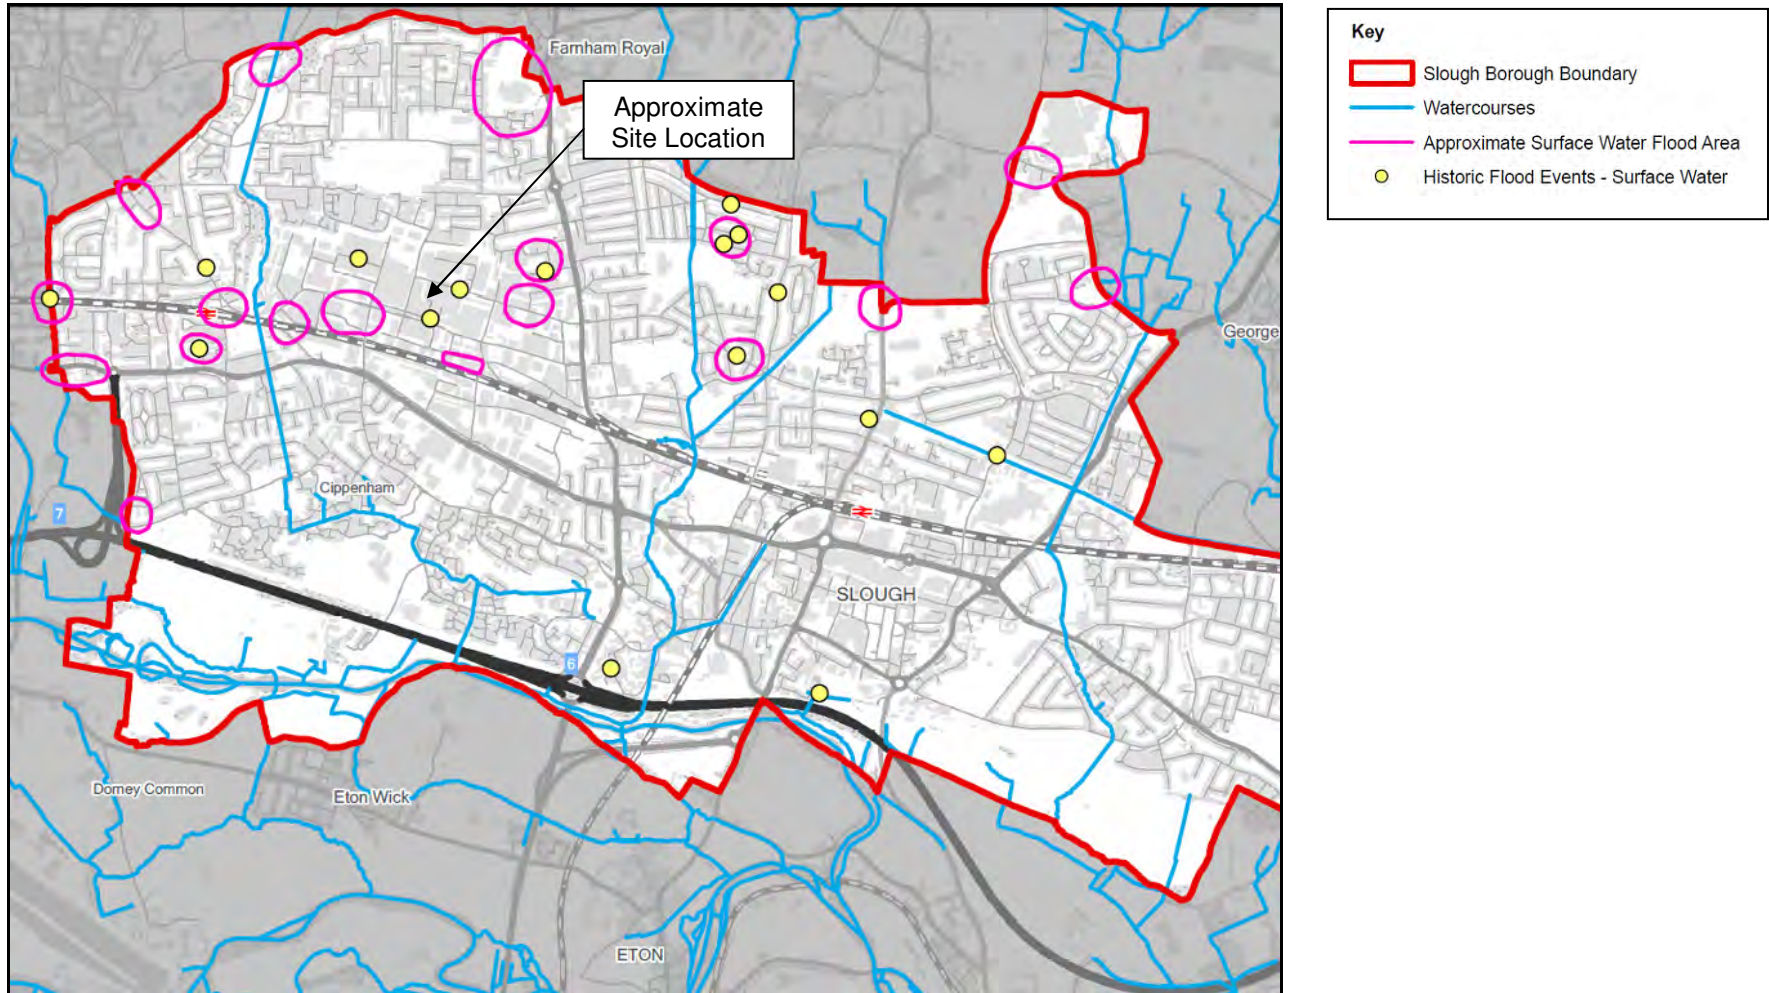 Farnham Royal
Approximate
Site Location
George
Cippenham
7
SLOUGH
6
Dorney Common
Eton Wick
ETON
Key
Slough Borough Boundary
Watercourses
Approximate Surface Water Flood Area
Historic Flood Events - Surface Water